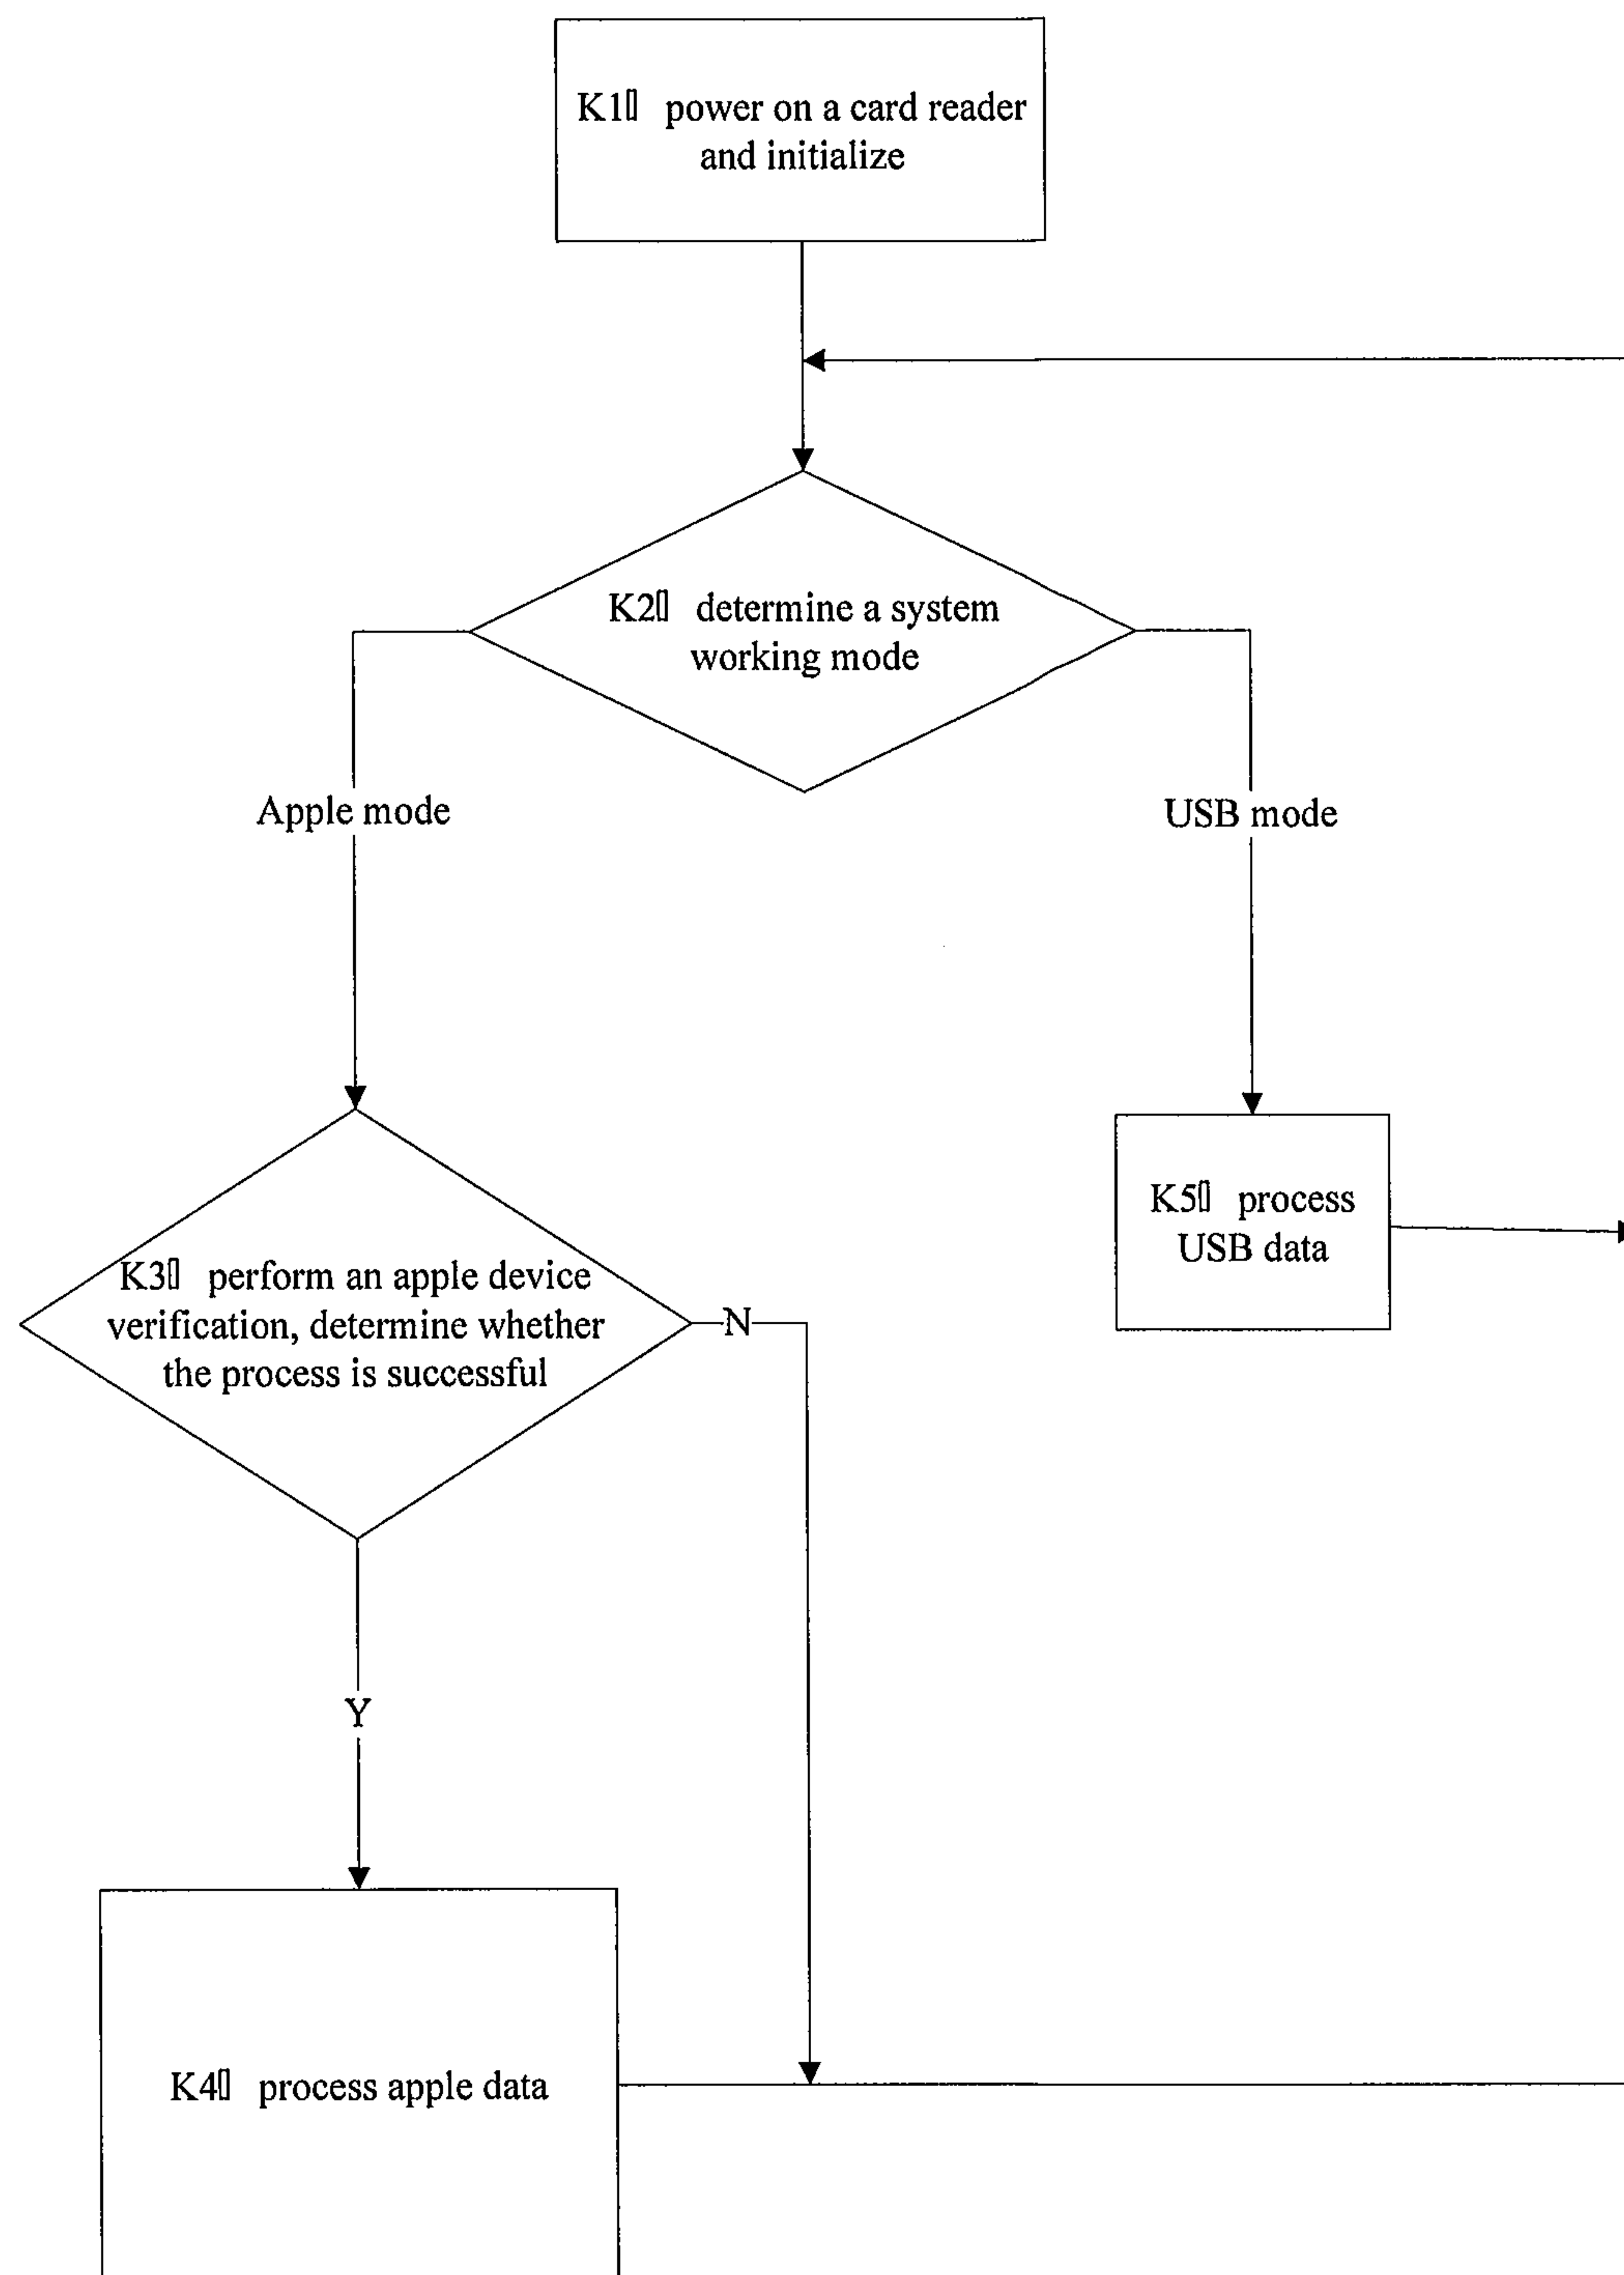 K1▯ power on a card reader
and initialize
K2▯ determine a system
working mode
Apple mode
USB mode
K3▯ perform an apple device
verification, determine whether
the process is successful
N
K5▯ process
USB data
Y
K4▯ process apple data